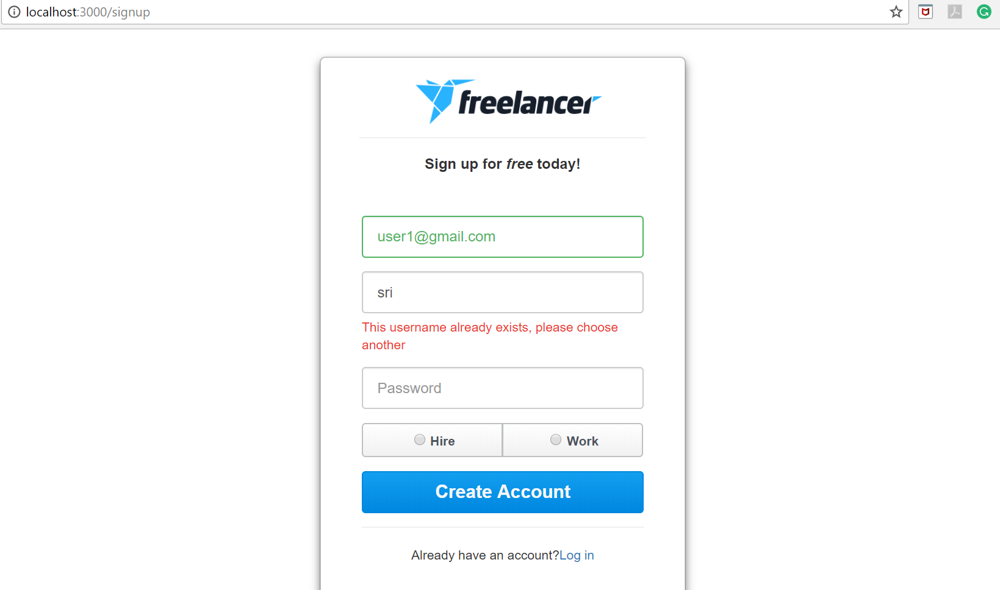 localhost:3000/signup
freelancer
Sign up for free today!
user1@gmail.com
sri
This username already exists, please choose
another
Password
Hire
Work
Create Account
Already have an account?Log in